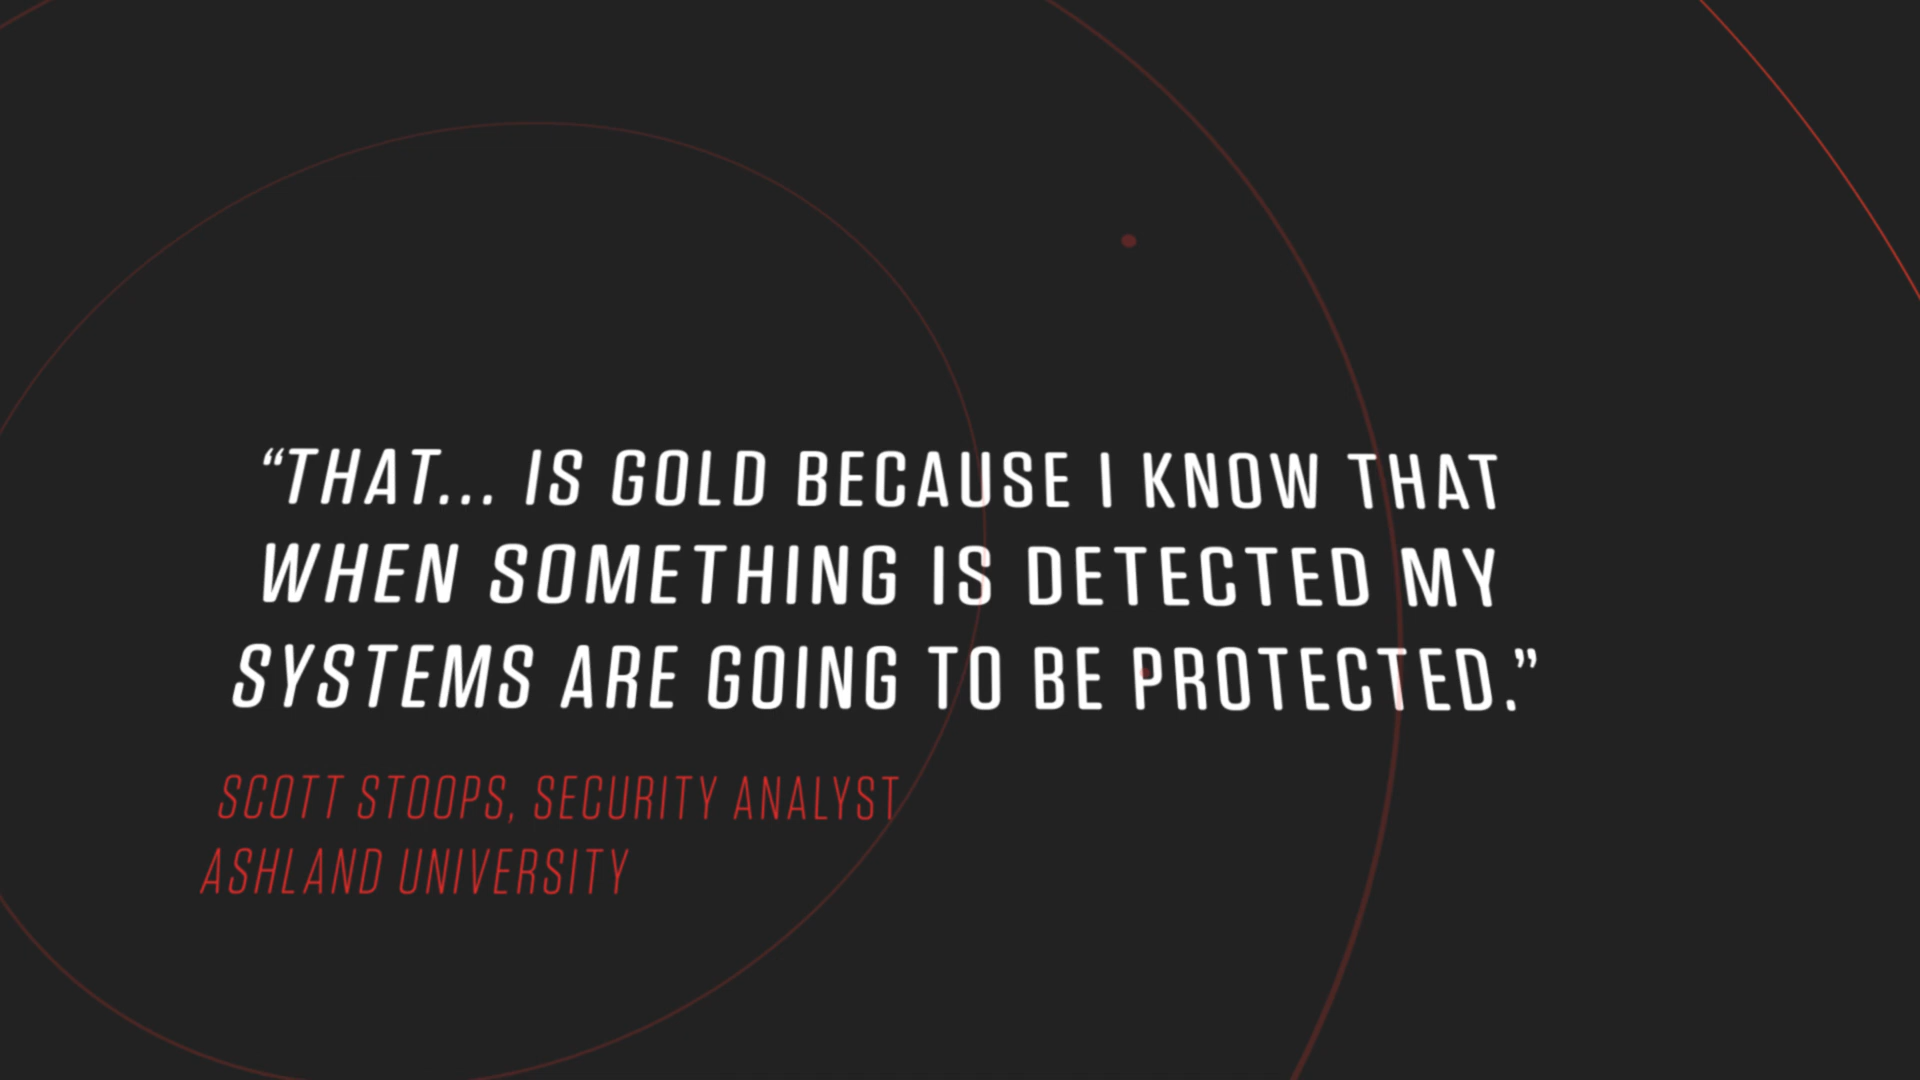 “THAT... IS GOLD BECAUSE I KNOW THAT
WHEN SOMETHING IS DETECTED MY
SYSTEMS ARE GOING TO BE PROTECTED.”
SCOTT STOOPS, SECURITY ANALYST
ASHLAND UNIVERSITY